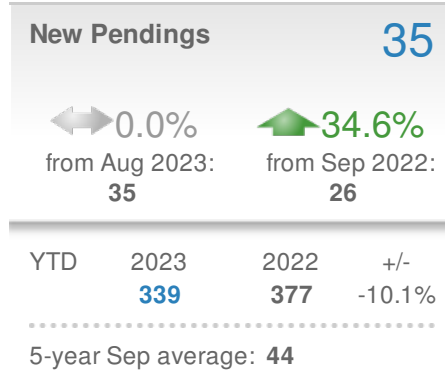 New Pendings 35
0.0% 34.6%
from Aug 2023: from Sep 2022:
35 26
YTD 2023 2022 +/-
339 377 -10.1%
5-year Sep average: 44